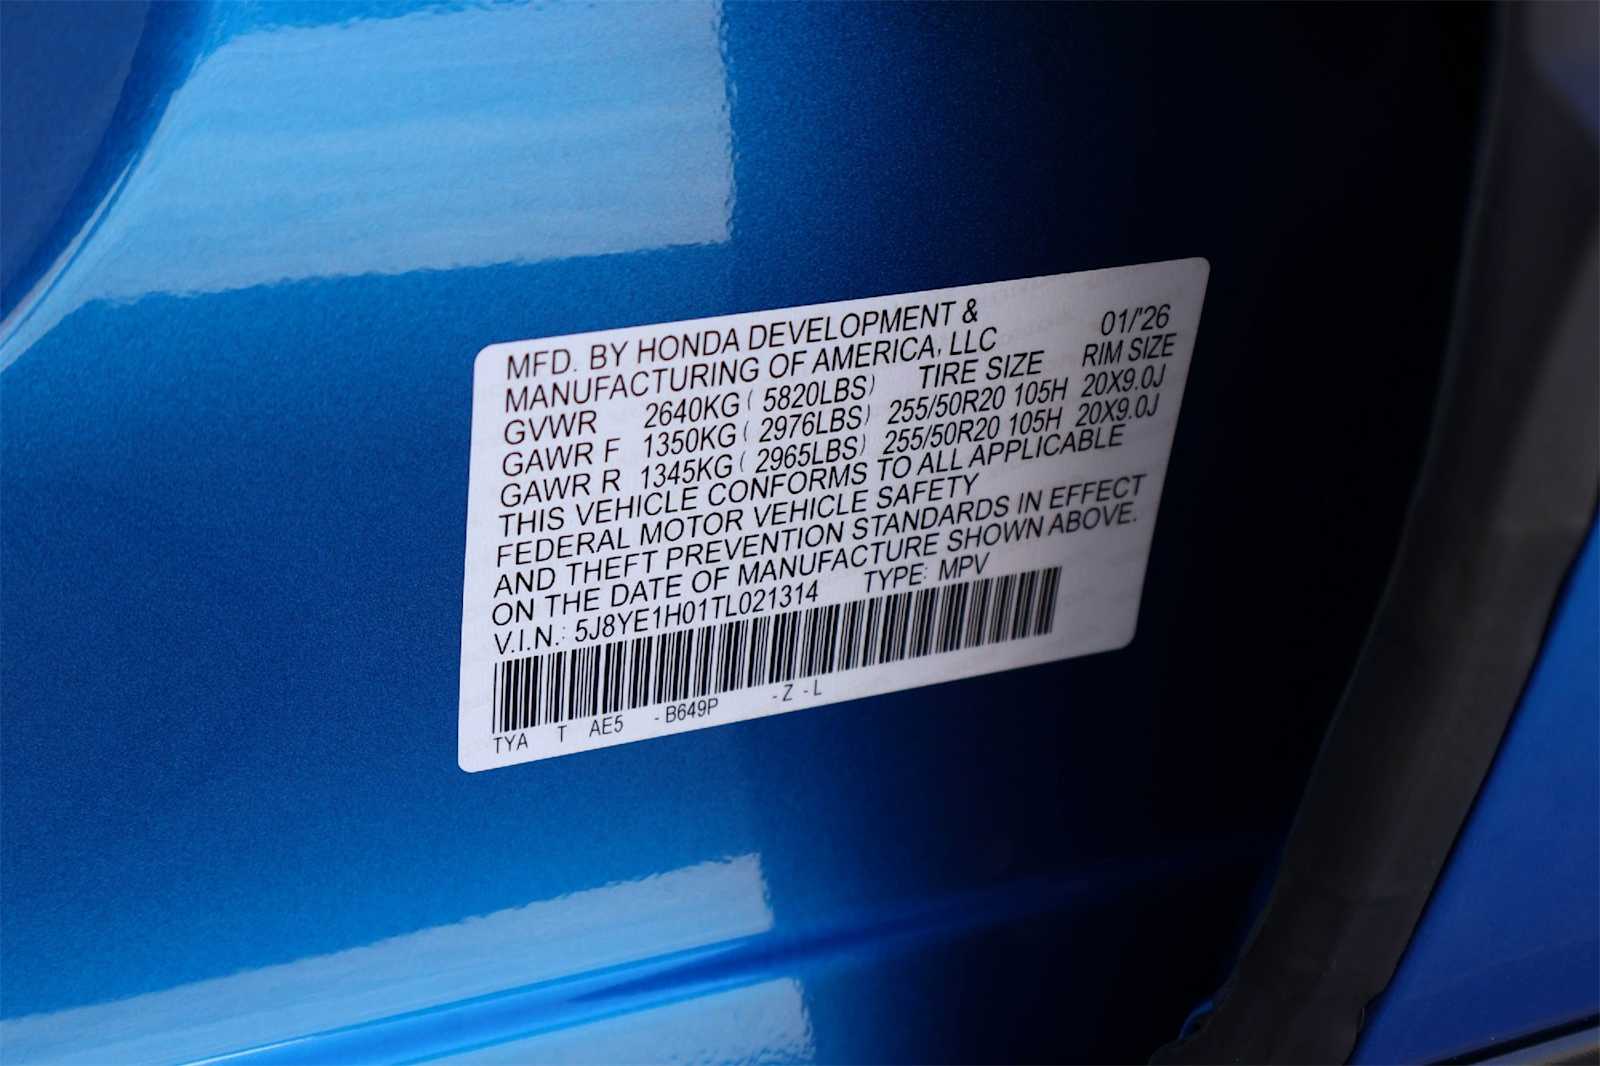 MFD. BY HONDA DEVELOPMENT & 01/'26
MANUFACTURING OF AMERICA, LLC
TIRE SIZE RIM SIZE
GVWR 2640KG ( 5820LBS)
GAWR F 1350KG ( 2976LBS) 255/50R20 105H 20X9.0J
GAWR R 1345KG ( 2965LBS) 255/50R20 105H 20X9.0J
THIS VEHICLE CONFORMS TO ALL APPLICABLE
FEDERAL MOTOR VEHICLE SAFETY
AND THEFT PREVENTION STANDARDS IN EFFECT
ON THE DATE OF MANUFACTURE SHOWN ABOVE.
V.I.N.: 5J8YE1H01TL021314 TYPE: MPV
TYA T AE5 -B649P -Z -L